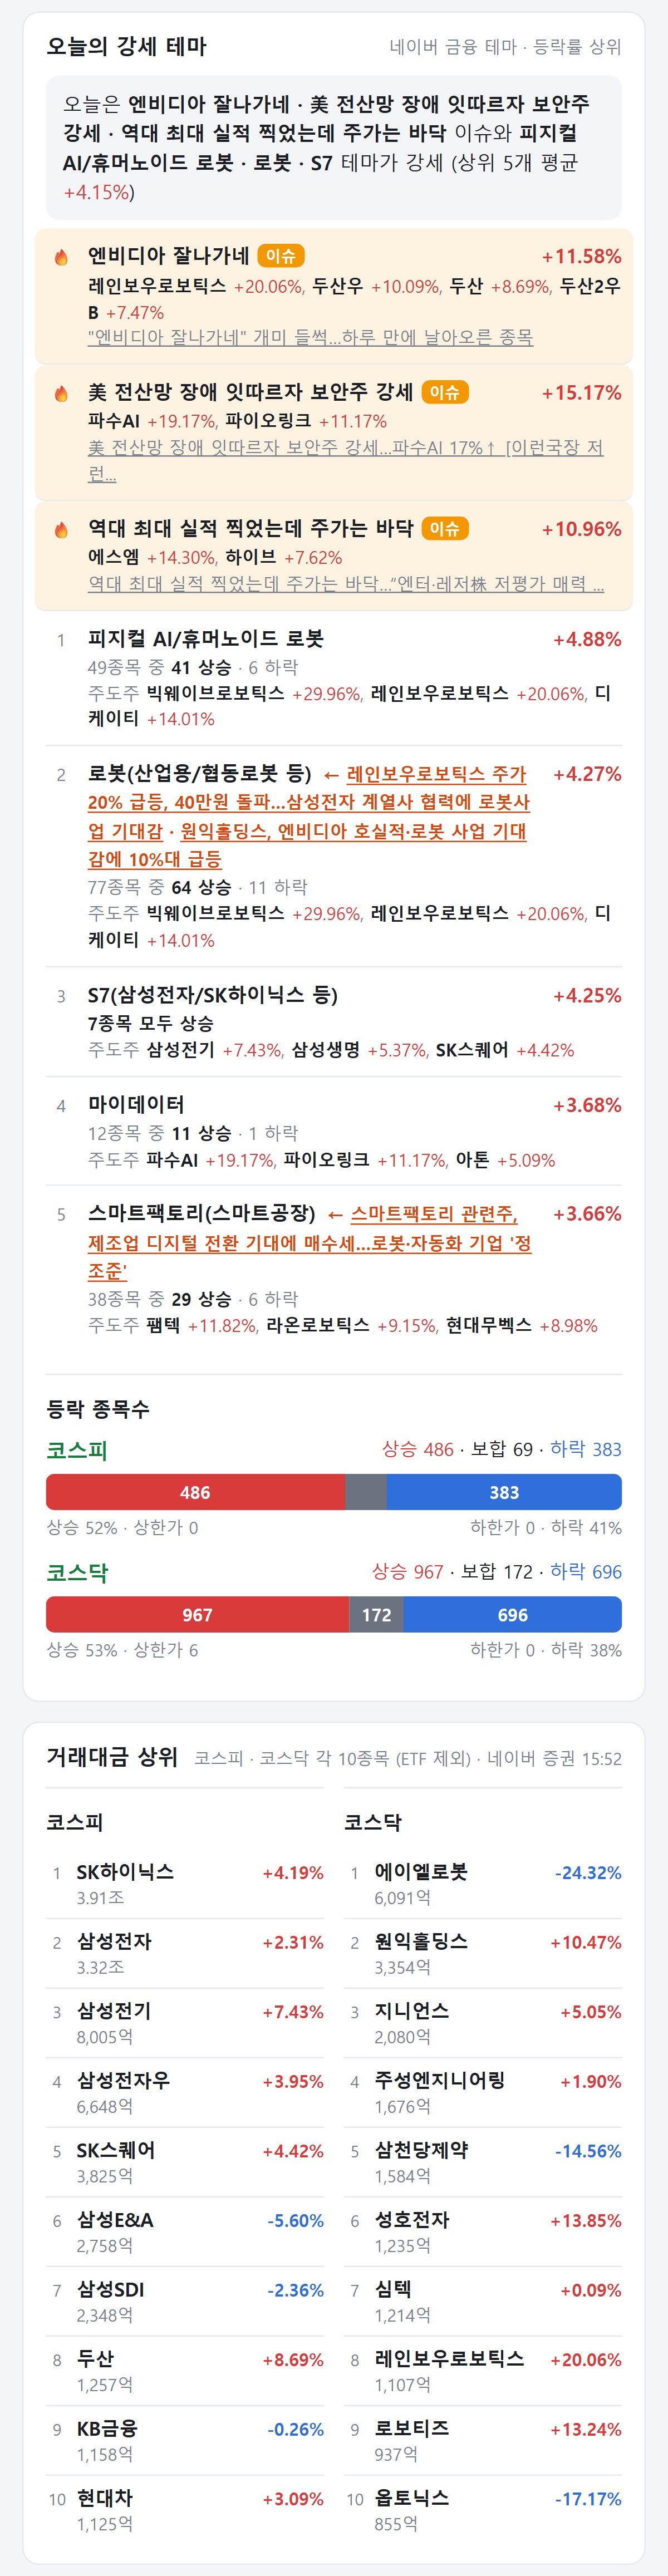 오늘의 강세 테마 네이버 금융 테마 · 등락률 상위
오늘은 엔비디아 잘나가네 · 美 전산망 장애 잇따르자 보안주
강세 · 역대 최대 실적 찍었는데 주가는 바닥 이슈와 피지컬
AI/휴머노이드 로봇 · 로봇 · S7 테마가 강세 (상위 5개 평균
+4.15%)
엔비디아 잘나가네 이슈 +11.58%
레인보우로보틱스 +20.06%, 두산우 +10.09%, 두산 +8.69%, 두산2우
B +7.47%
"엔비디아 잘나가네" 개미 들썩...하루 만에 날아오른 종목
美 전산망 장애 잇따르자 보안주 강세 이슈 +15.17%
파수AI +19.17%, 파이오링크 +11.17%
美 전산망 장애 잇따르자 보안주 강세...파수AI 17%↑ [이런국장 저
런...
역대 최대 실적 찍었는데 주가는 바닥 이슈 +10.96%
에스엠 +14.30%, 하이브 +7.62%
역대 최대 실적 찍었는데 주가는 바닥...“엔터·레저株 저평가 매력 ...
1 피지컬 AI/휴머노이드 로봇 +4.88%
49종목 중 41 상승 · 6 하락
주도주 빅웨이브로보틱스 +29.96%, 레인보우로보틱스 +20.06%, 디
케이티 +14.01%
2 로봇(산업용/협동로봇 등) ← 레인보우로보틱스 주가 +4.27%
20% 급등, 40만원 돌파...삼성전자 계열사 협력에 로봇사
업 기대감 · 원익홀딩스, 엔비디아 호실적·로봇 사업 기대
감에 10%대 급등
77종목 중 64 상승 · 11 하락
주도주 빅웨이브로보틱스 +29.96%, 레인보우로보틱스 +20.06%, 디
케이티 +14.01%
3 S7(삼성전자/SK하이닉스 등) +4.25%
7종목 모두 상승
주도주 삼성전기 +7.43%, 삼성생명 +5.37%, SK스퀘어 +4.42%
4 마이데이터 +3.68%
12종목 중 11 상승 · 1 하락
주도주 파수AI +19.17%, 파이오링크 +11.17%, 아톤 +5.09%
5 스마트팩토리(스마트공장) ← 스마트팩토리 관련주, +3.66%
제조업 디지털 전환 기대에 매수세...로봇·자동화 기업 '정
조준'
38종목 중 29 상승 · 6 하락
주도주 팸텍 +11.82%, 라온로보틱스 +9.15%, 현대무벡스 +8.98%
등락 종목수
코스피 상승 486 · 보합 69 · 하락 383
486 383
상승 52% · 상한가 0 하한가 0 · 하락 41%
코스닥 상승 967 · 보합 172 · 하락 696
967 172 696
상승 53% · 상한가 6 하한가 0 · 하락 38%
거래대금 상위 코스피 · 코스닥 각 10종목 (ETF 제외) · 네이버 증권 15:52
코스피
1 SK하이닉스 +4.19%
3.91조
2 삼성전자 +2.31%
3.32조
3 삼성전기 +7.43%
8,005억
4 삼성전자우 +3.95%
6,648억
5 SK스퀘어 +4.42%
3,825억
6 삼성E&A -5.60%
2,758억
7 삼성SDI -2.36%
2,348억
8 두산 +8.69%
1,257억
9 KB금융 -0.26%
1,158억
10 현대차 +3.09%
1,125억
코스닥
1 에이엘로봇 -24.32%
6,091억
2 원익홀딩스 +10.47%
3,354억
3 지니언스 +5.05%
2,080억
4 주성엔지니어링 +1.90%
1,676억
5 삼천당제약 -14.56%
1,584억
6 성호전자 +13.85%
1,235억
7 심텍 +0.09%
1,214억
8 레인보우로보틱스 +20.06%
1,107억
9 로보티즈 +13.24%
937억
10 옵토닉스 -17.17%
855억